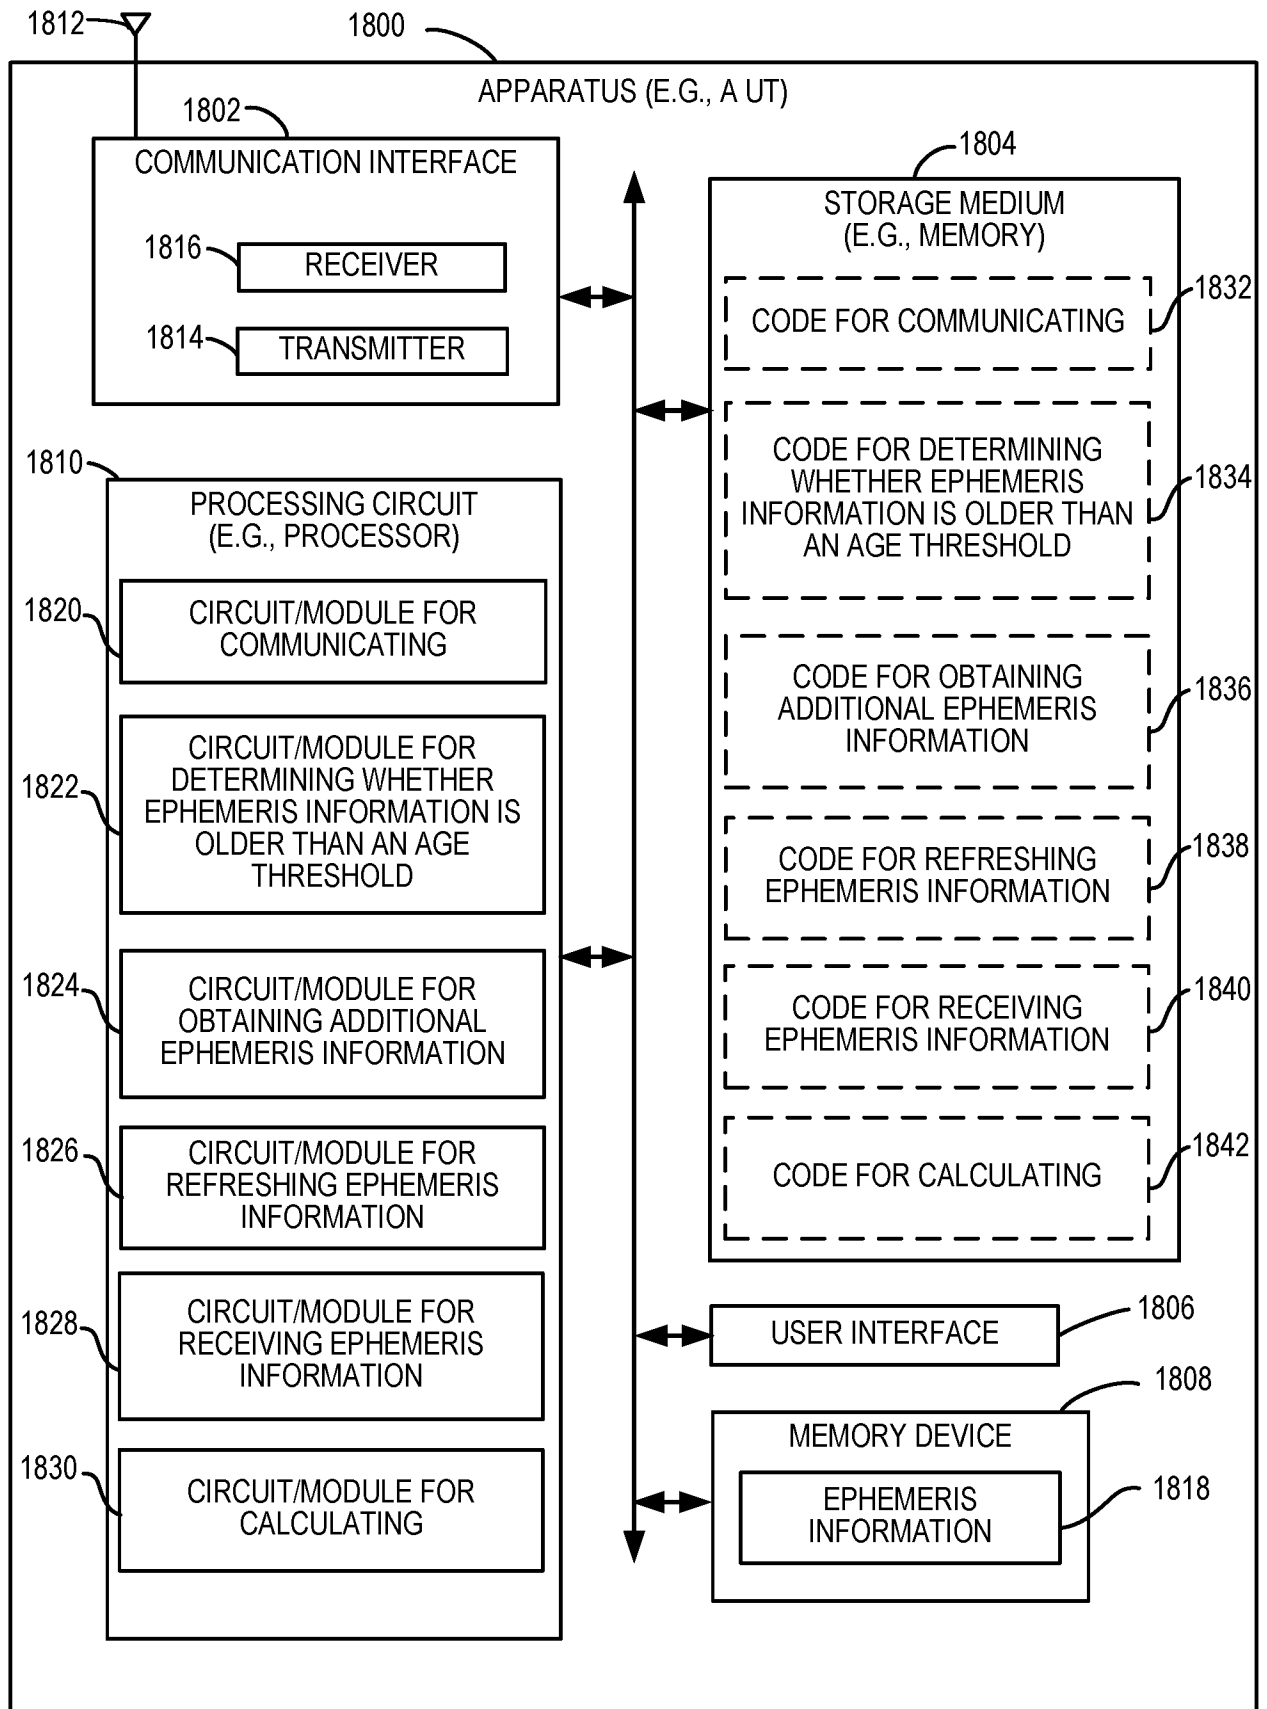 1812
1800
APPARATUS (E.G., A UT)
1802
COMMUNICATION INTERFACE
1816
RECEIVER
1814
TRANSMITTER
1810
PROCESSING CIRCUIT
(E.G., PROCESSOR)
1820
CIRCUIT/MODULE FOR
COMMUNICATING
1822
CIRCUIT/MODULE FOR
DETERMINING WHETHER
EPHEMERIS INFORMATION IS
OLDER THAN AN AGE
THRESHOLD
1824
CIRCUIT/MODULE FOR
OBTAINING ADDITIONAL
EPHEMERIS INFORMATION
1826
CIRCUIT/MODULE FOR
REFRESHING EPHEMERIS
INFORMATION
1828
CIRCUIT/MODULE FOR
RECEIVING EPHEMERIS
INFORMATION
1830
CIRCUIT/MODULE FOR
CALCULATING
1804
STORAGE MEDIUM
(E.G., MEMORY)
1832
CODE FOR COMMUNICATING
1834
CODE FOR DETERMINING
WHETHER EPHEMERIS
INFORMATION IS OLDER THAN
AN AGE THRESHOLD
1836
CODE FOR OBTAINING
ADDITIONAL EPHEMERIS
INFORMATION
1838
CODE FOR REFRESHING
EPHEMERIS INFORMATION
1840
CODE FOR RECEIVING
EPHEMERIS INFORMATION
1842
CODE FOR CALCULATING
1806
USER INTERFACE
1808
MEMORY DEVICE
1818
EPHEMERIS
INFORMATION